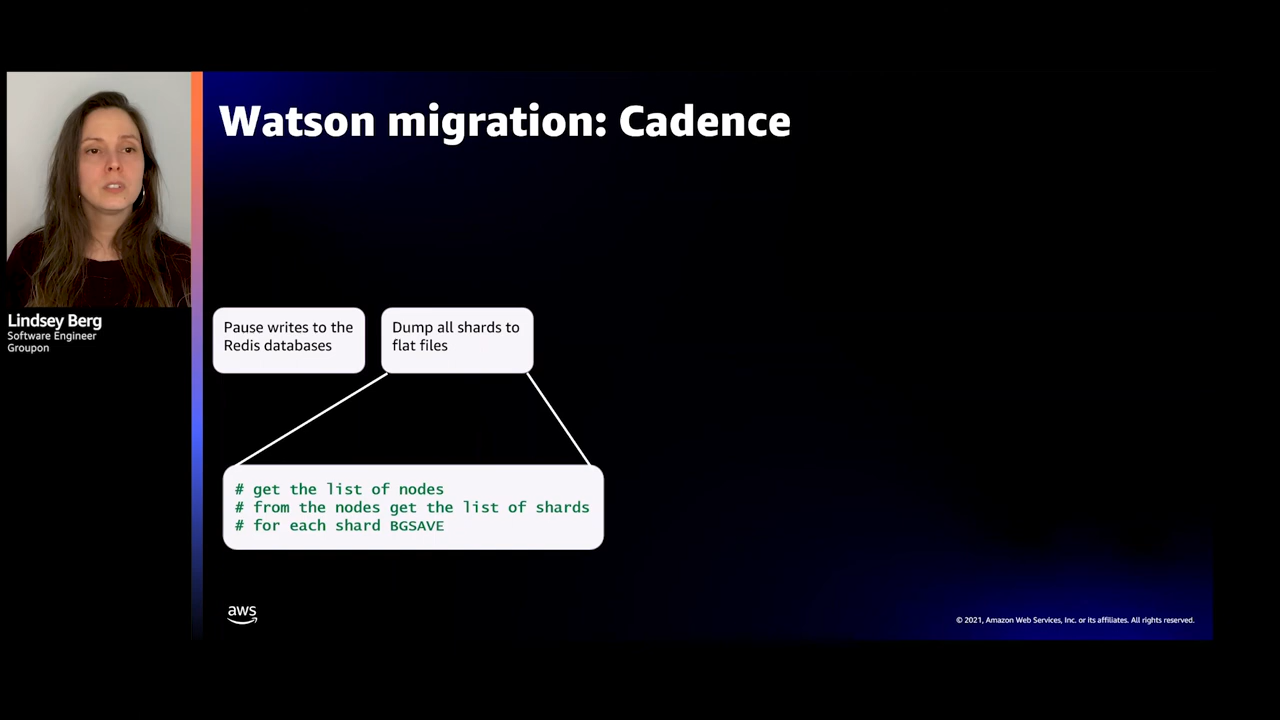 Watson migration: Cadence
Lindsey Berg
Software Engineer
Groupon
Pause writes to the
Redis databases
Dump all shards to
flat files
# get the list of nodes
# from the nodes get the list of shards
# for each shard BGSAVE
aws
© 2021, Amazon Web Services, Inc. or its affiliates. All rights reserved.